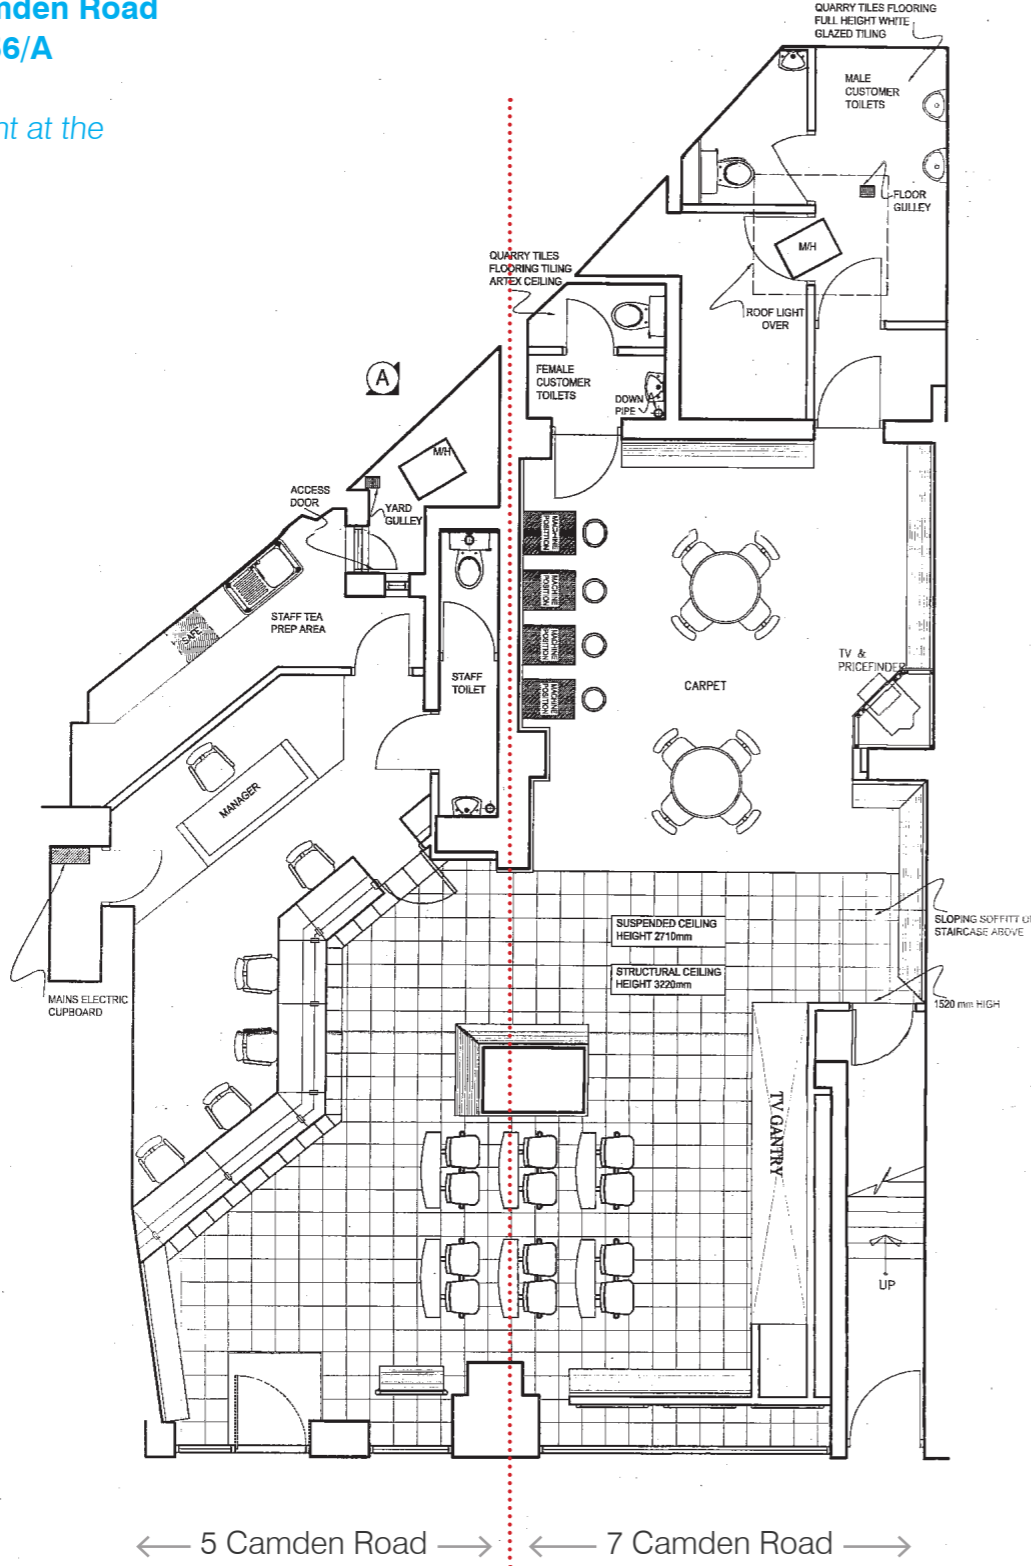 mden Road
6/A
nt at the
QUARRY TILES FLOORING
FULL HEIGHT WHITE
GLAZED TILING
MALE
CUSTOMER
TOILETS
FLOOR
GULLEY
M/H
ROOF LIGHT
OVER
QUARRY TILES
FLOORING TILING
ARTEX CEILING
FEMALE
CUSTOMER
TOILETS
DOWN
PIPE
A
M/H
ACCESS
DOOR
YARD
GULLEY
STAFF TEA
PREP AREA
SAFE
STAFF
TOILET
MACHINE
POSITION
MACHINE
POSITION
MACHINE
POSITION
MACHINE
POSITION
TV &
PRICEFINDER
CARPET
MANAGER
MAINS ELECTRIC
CUPBOARD
SUSPENDED CEILING
HEIGHT 2710mm
STRUCTURAL CEILING
HEIGHT 3220mm
SLOPING SOFFITT OF
STAIRCASE ABOVE
1520 mm HIGH
TV GANTRY
UP
5 Camden Road
7 Camden Road